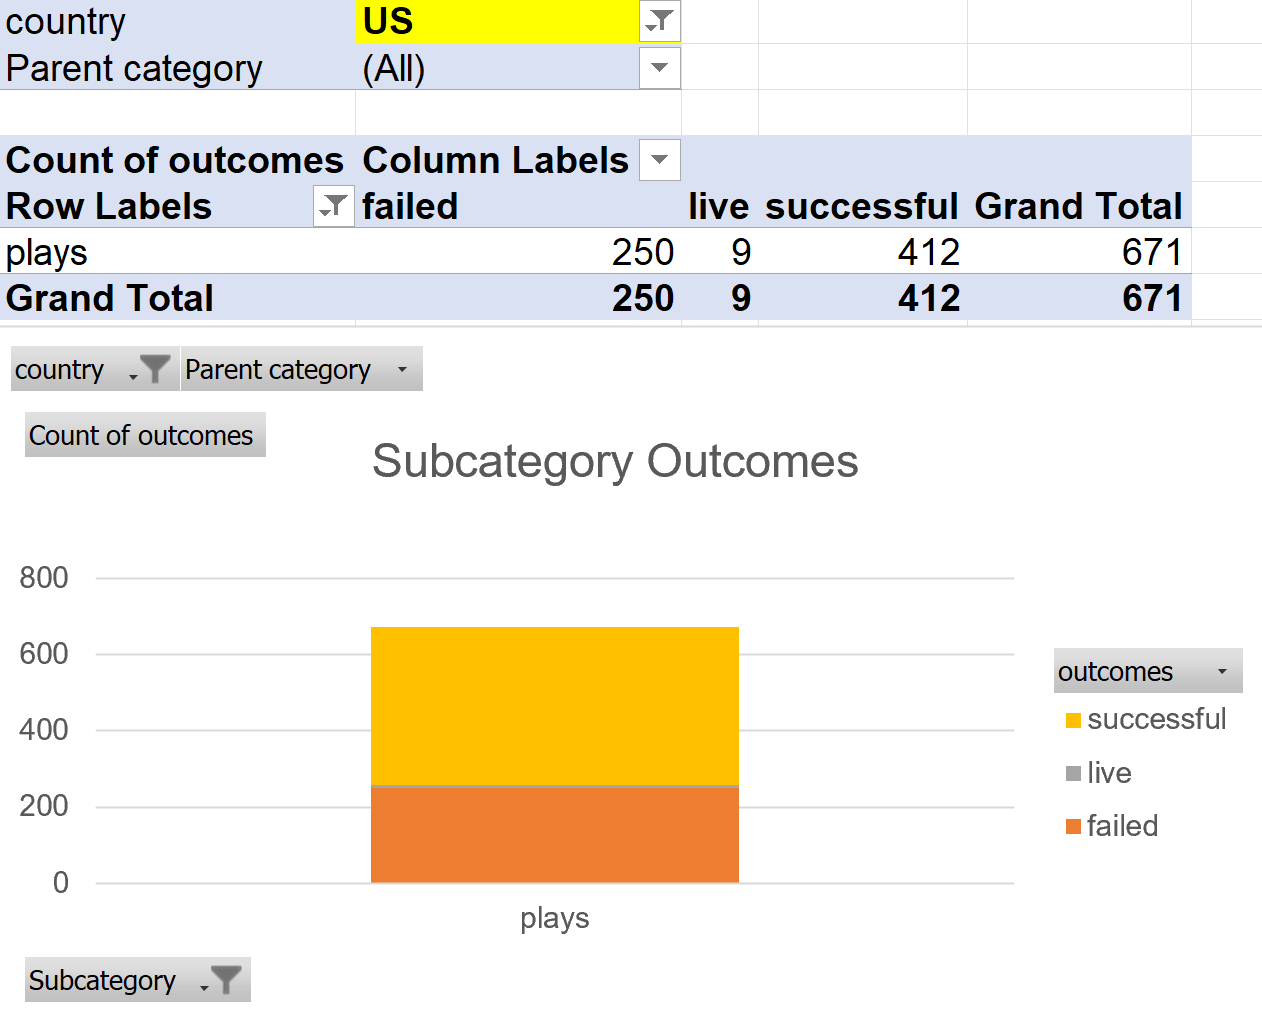 country US
Parent category (All)
Count of outcomes Column Labels
Row Labels failed live successful Grand Total
plays 250 9 412 671
Grand Total 250 9 412 671
country Parent category
Count of outcomes
Subcategory Outcomes
800
600
400
200
0
plays
outcomes
successful
live
failed
Subcategory